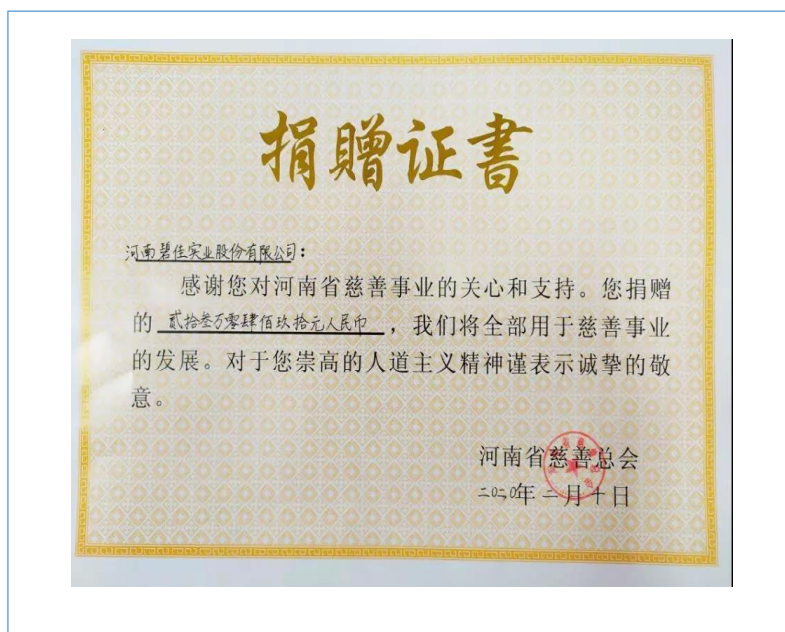 捐贈证書
河南碧佳实业股份有限公司：
感谢您对河南省慈善事业的关心和支持。您捐赠
的 贰拾叁万零肆佰玖拾元人民币 ，我们将全部用于慈善事业
的发展。对于您崇高的人道主义精神谨表示诚挚的敬
意。
河南省慈善总会
二〇二〇年二月十日